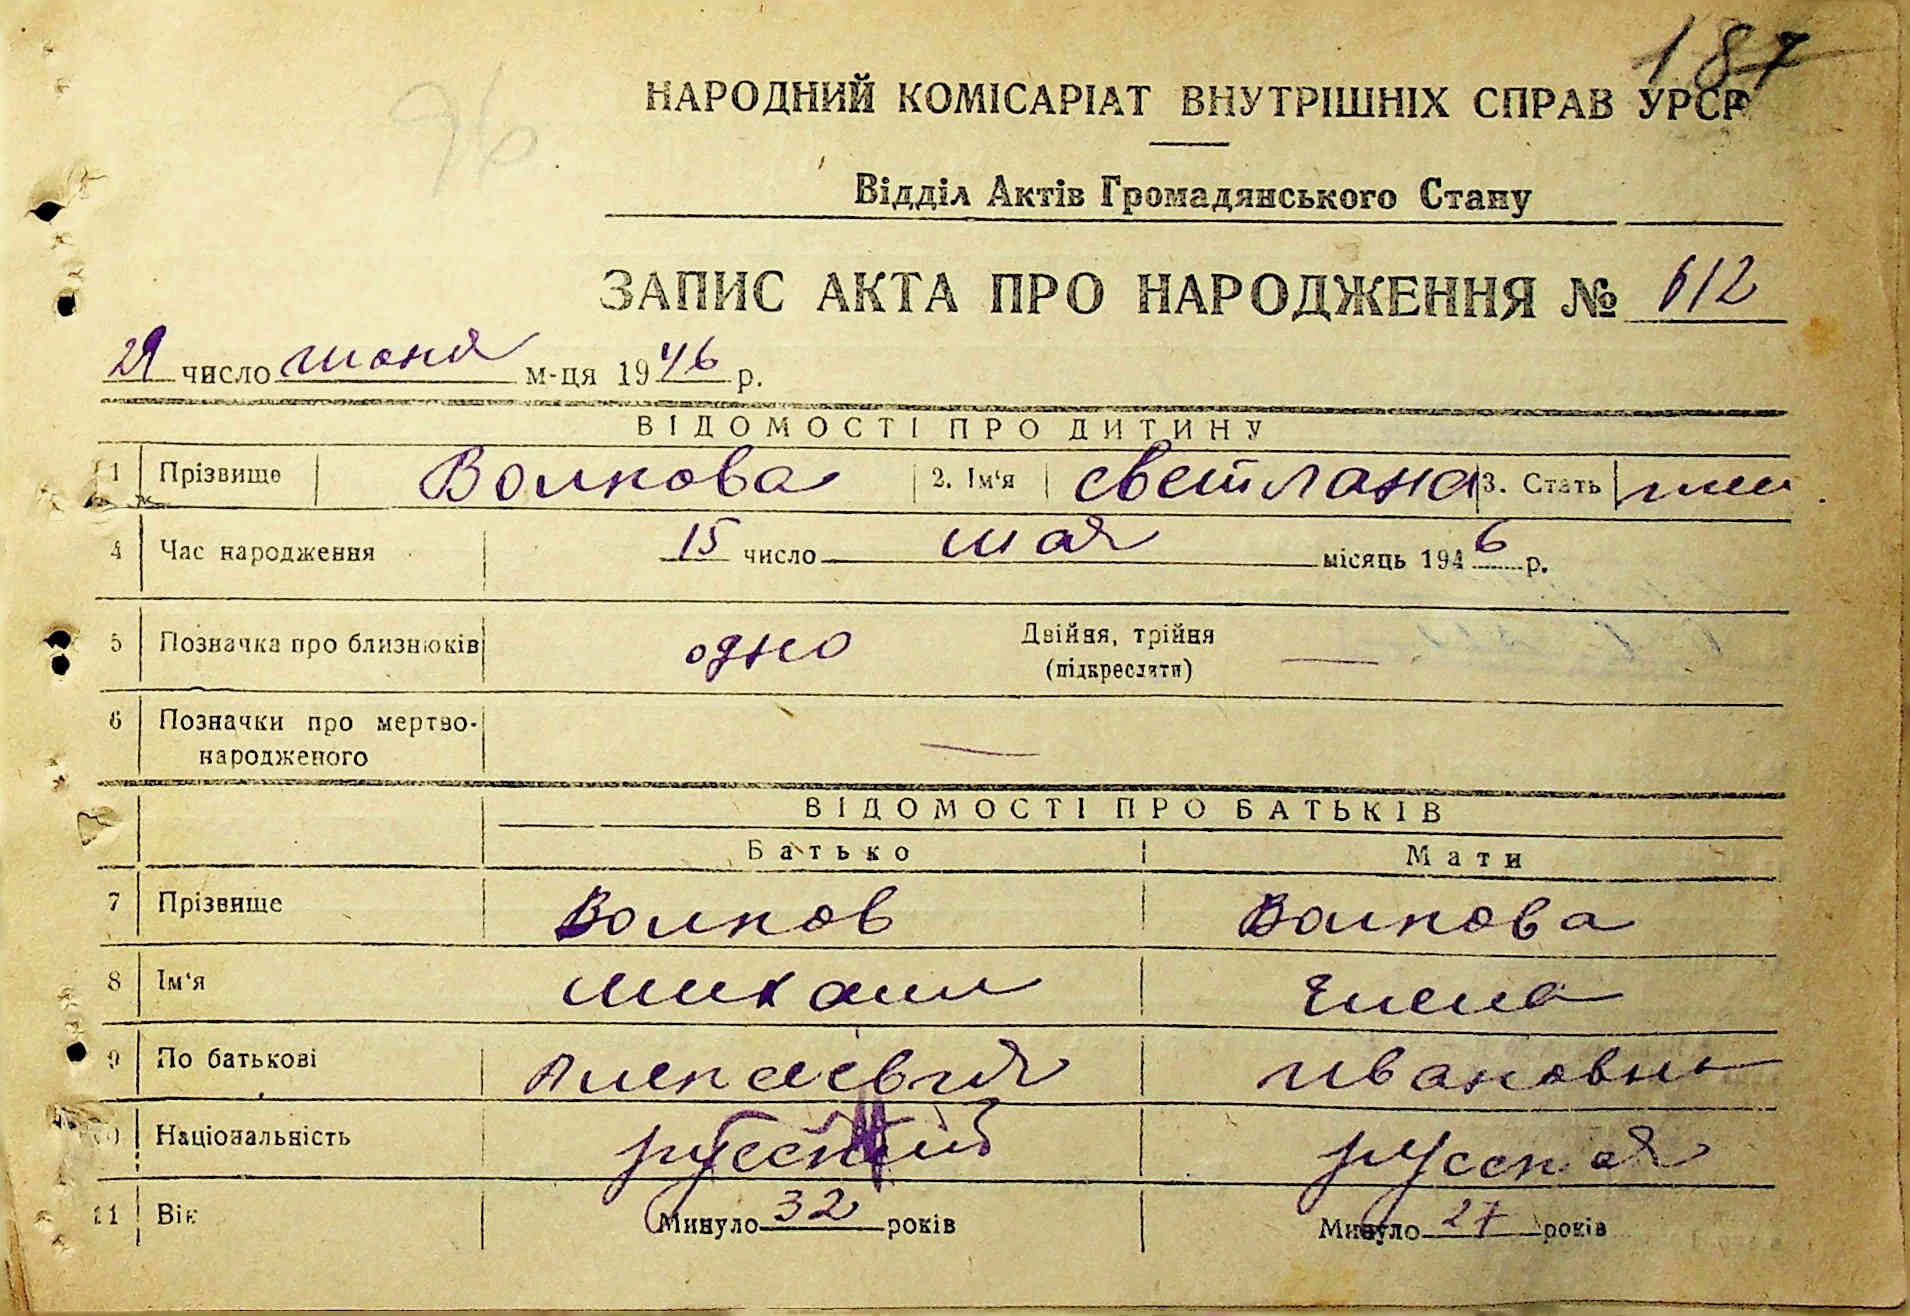 187
96
НАРОДНИЙ КОМІСАРІАТ ВНУТРІШНІХ СПРАВ УРСР
Відділ Актів Громадянського Стану
ЗАПИС АКТА ПРО НАРОДЖЕННЯ № 612
29 число июня м-ця 1946 р.
ВІДОМОСТІ ПРО ДИТИНУ
1 Прізвище Волкова 2. Ім'я Светлана 3. Стать жен
4 Час народження 15 число мая місяць 1946 р.
5 Позначка про близнюків одно Двійня, трійня —
(підкреслити)
6 Позначки про мертво-
народженого —
ВІДОМОСТІ ПРО БАТЬКІВ
Батько Мати
7 Прізвище Волков Волкова
8 Ім'я Михаил Елена
9 По батькові Ивановна
10 Національність русский русская
11 Вік Минуло 32 років Минуло 27 років